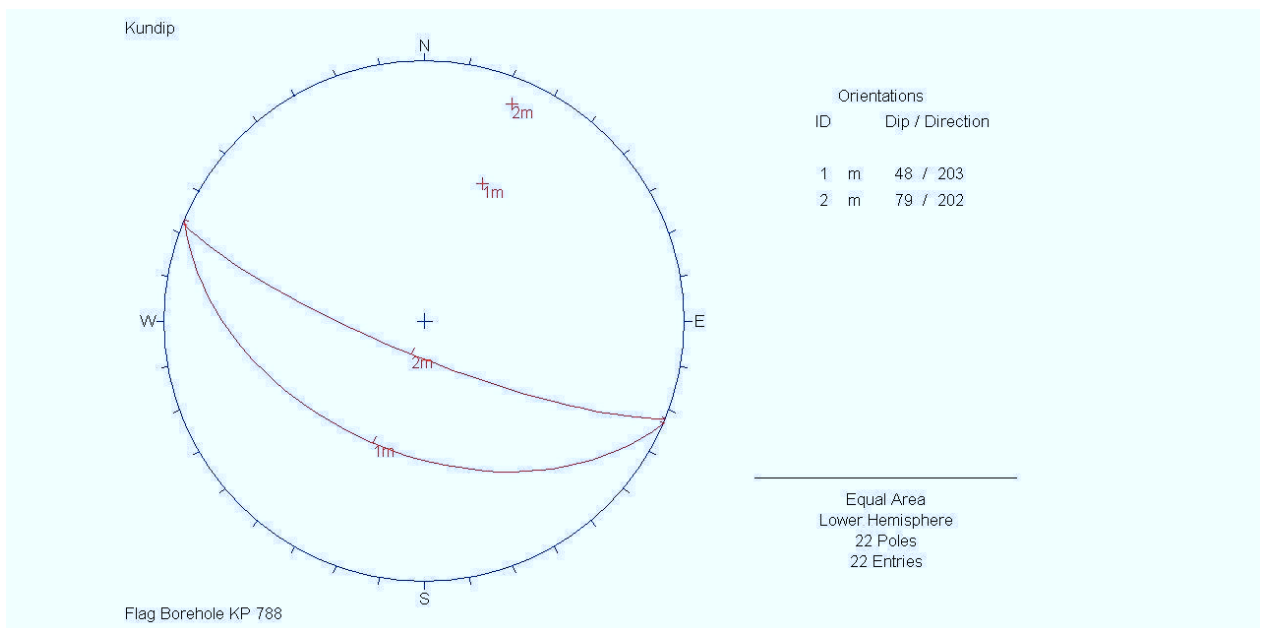 Kundip
N
2m
1m
W
E
2m
1m
S
Flag Borehole KP 788
Orientations
ID Dip / Direction
1 m 48 / 203
2 m 79 / 202
Equal Area
Lower Hemisphere
22 Poles
22 Entries